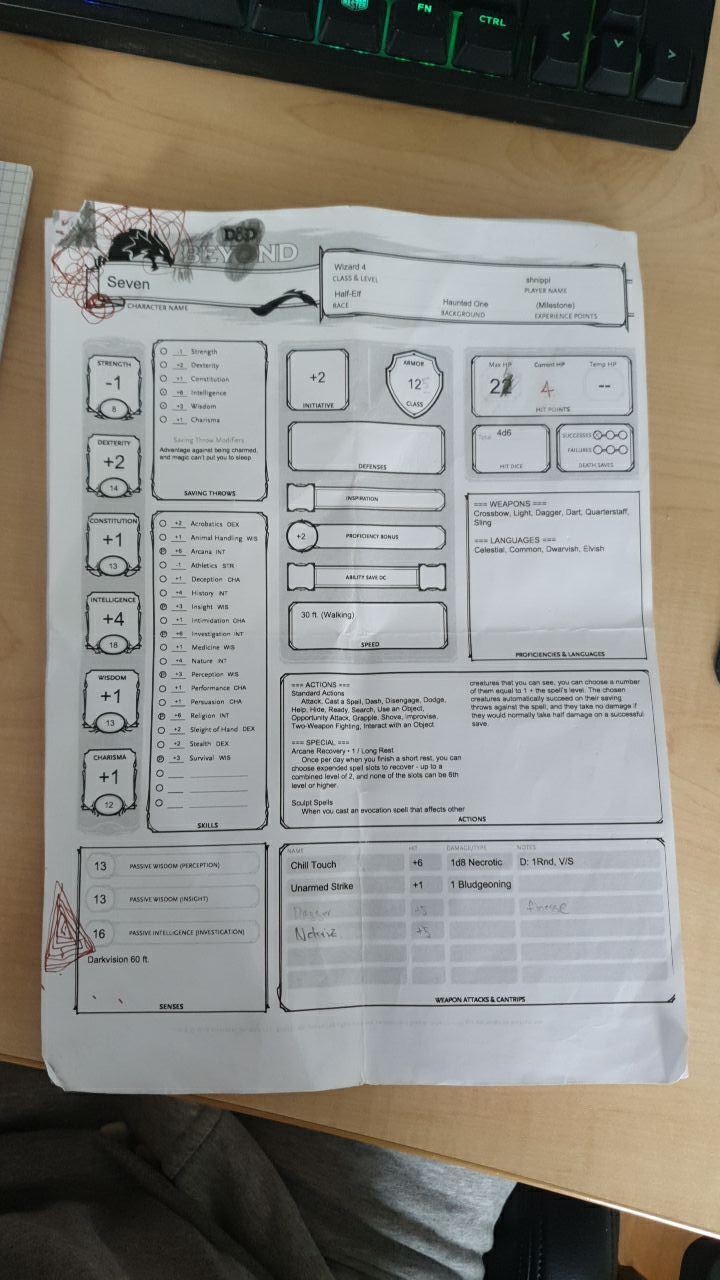 FN
CTRL
<
v
>
D&D
BEYOND
Seven
CHARACTER NAME
Wizard 4
CLASS & LEVEL
shnippi
PLAYER NAME
Half-Elf
RACE
Haunted One
BACKGROUND
(Milestone)
EXPERIENCE POINTS
STRENGTH
-1
8
DEXTERITY
+2
14
CONSTITUTION
+1
13
INTELLIGENCE
+4
18
WISDOM
+1
13
CHARISMA
+1
12
-1 Strength
+2 Dexterity
+1 Constitution
+6 Intelligence
+3 Wisdom
+1 Charisma
Saving Throw Modifiers
Advantage against being charmed,
and magic can't put you to sleep
SAVING THROWS
+2 Acrobatics DEX
+1 Animal Handling WIS
P +6 Arcana INT
-1 Athletics STR
+1 Deception CHA
+4 History INT
P +3 Insight WIS
+1 Intimidation CHA
P +6 Investigation INT
+1 Medicine WIS
+4 Nature INT
P +3 Perception WIS
+1 Performance CHA
+1 Persuasion CHA
P +6 Religion INT
+2 Sleight of Hand DEX
+2 Stealth DEX
P +3 Survival WIS
SKILLS
+2
INITIATIVE
ARMOR
12
CLASS
DEFENSES
INSPIRATION
+2
PROFICIENCY BONUS
ABILITY SAVE DC
30 ft. (Walking)
SPEED
Max HP
Current HP
Temp HP
22
4
--
HIT POINTS
Total
4d6
HIT DICE
SUCCESSES
FAILURES
DEATH SAVES
=== WEAPONS ===
Crossbow, Light, Dagger, Dart, Quarterstaff,
Sling
=== LANGUAGES ===
Celestial, Common, Dwarvish, Elvish
PROFICIENCIES & LANGUAGES
=== ACTIONS ===
Standard Actions
Attack, Cast a Spell, Dash, Disengage, Dodge,
Help, Hide, Ready, Search, Use an Object,
Opportunity Attack, Grapple, Shove, Improvise,
Two-Weapon Fighting, Interact with an Object
=== SPECIAL ===
Arcane Recovery • 1 / Long Rest
Once per day when you finish a short rest, you can
choose expended spell slots to recover - up to a
combined level of 2, and none of the slots can be 6th
level or higher.
Sculpt Spells
When you cast an evocation spell that affects other
creatures that you can see, you can choose a number
of them equal to 1 + the spell's level. The chosen
creatures automatically succeed on their saving
throws against the spell, and they take no damage if
they would normally take half damage on a successful
save.
ACTIONS
13 PASSIVE WISDOM (PERCEPTION)
13 PASSIVE WISDOM (INSIGHT)
16 PASSIVE INTELLIGENCE (INVESTIGATION)
Darkvision 60 ft.
SENSES
NAME HIT DAMAGE/TYPE NOTES
Chill Touch +6 1d8 Necrotic D: 1Rnd, V/S
Unarmed Strike +1 1 Bludgeoning
Dagger +5 finesse
+5
WEAPON ATTACKS & CANTRIPS